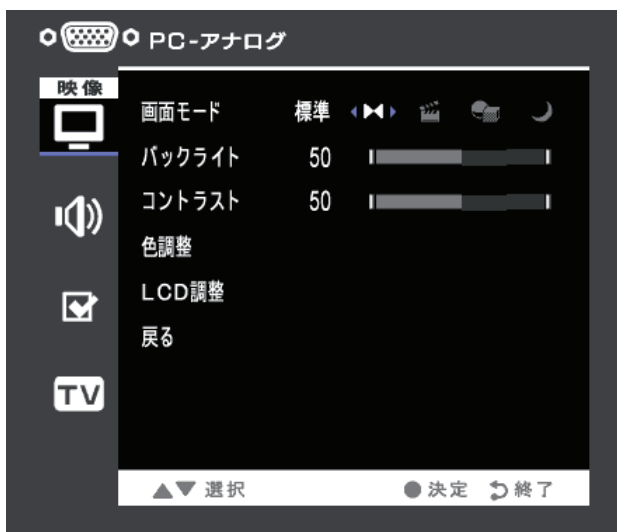 PC-アナログ
映像
画面モード 標準
バックライト 50
コントラスト 50
色調整
LCD調整
戻る
TV
▲▼ 選択 ●決定 ⮌終了